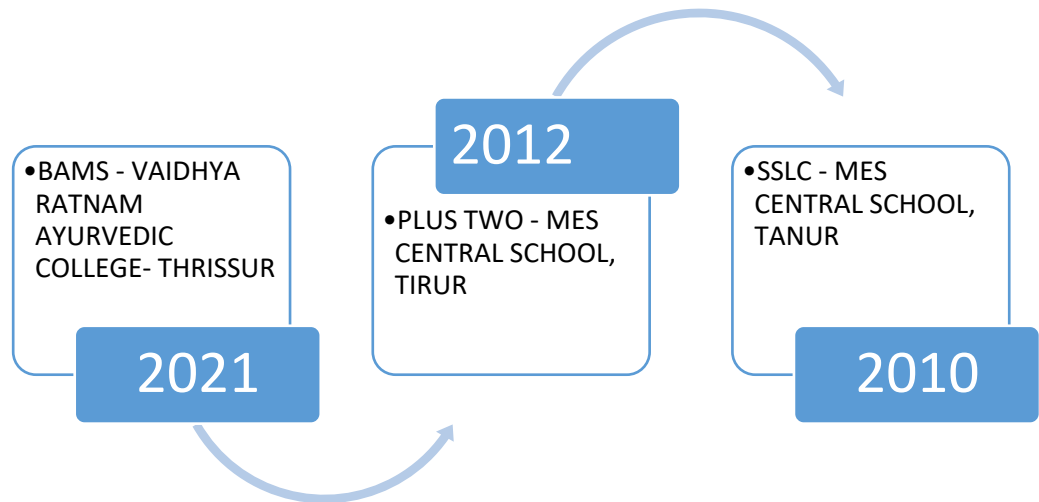 •BAMS - VAIDHYA
RATNAM
AYURVEDIC
COLLEGE- THRISSUR
2021
2012
•PLUS TWO - MES
CENTRAL SCHOOL,
TIRUR
•SSLC - MES
CENTRAL SCHOOL,
TANUR
2010